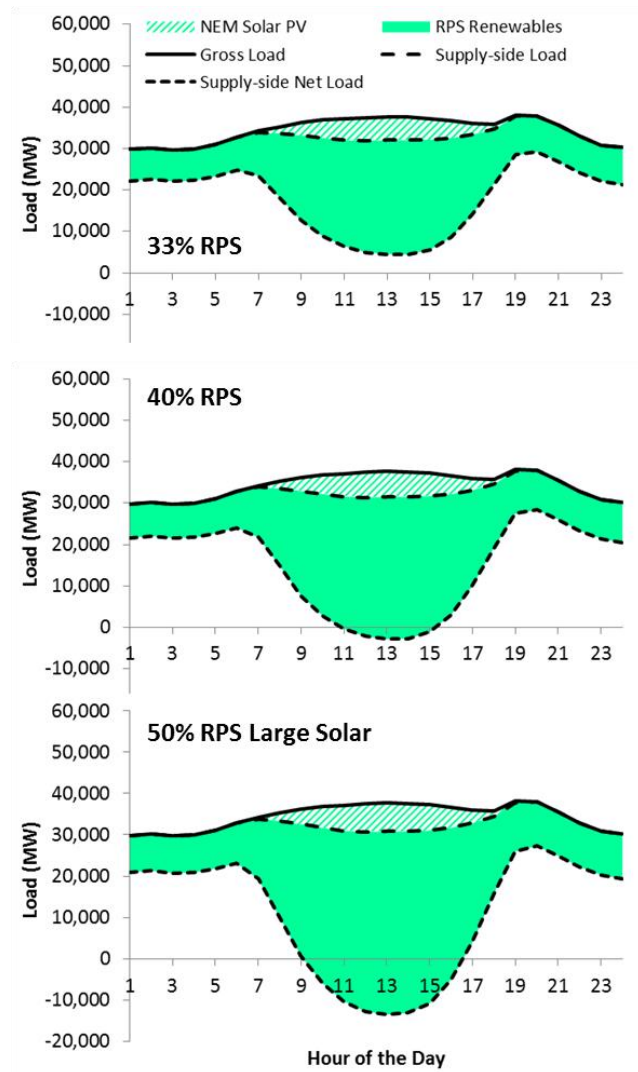 NEM Solar PV RPS Renewables
Gross Load Supply-side Load
Supply-side Net Load
60,000
50,000
40,000
30,000
20,000
10,000
0
-10,000
Load (MW)
33% RPS
1 3 5 7 9 11 13 15 17 19 21 23
60,000
50,000
40,000
30,000
20,000
10,000
0
-10,000
Load (MW)
40% RPS
1 3 5 7 9 11 13 15 17 19 21 23
60,000
50,000
40,000
30,000
20,000
10,000
0
-10,000
-20,000
Load (MW)
50% RPS Large Solar
1 3 5 7 9 11 13 15 17 19 21 23
Hour of the Day